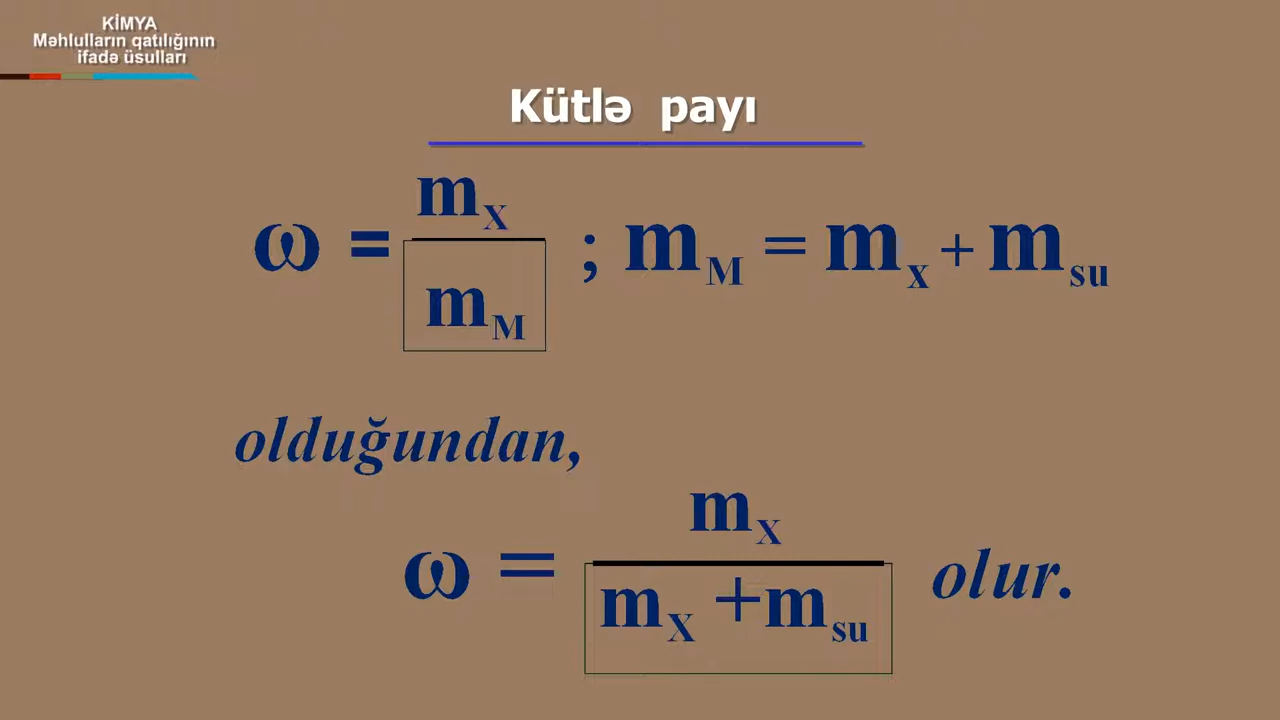 KİMYA
Məhlulların qatılığının
ifadə üsulları
Kütlə payı
ω = mX / mM ; mM = mx + msu
olduğundan,
ω = mX / mX + msu olur.